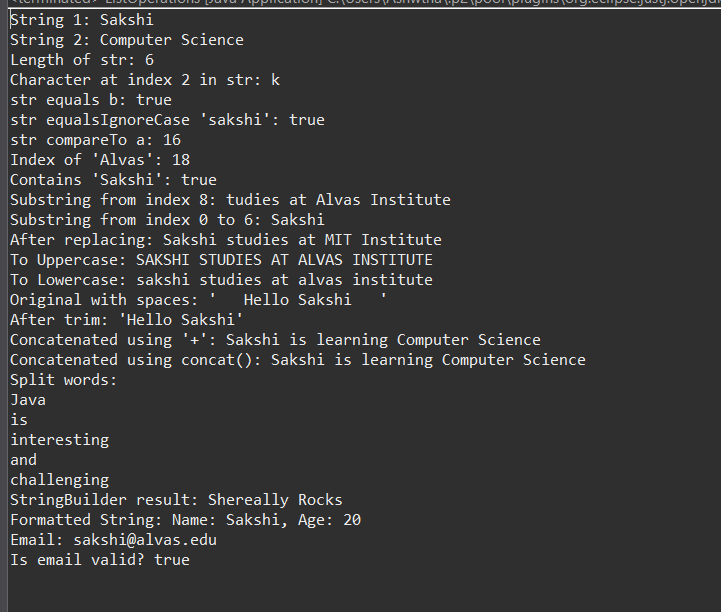 <terminated> ListOperations [Java Application] C:\Users\Ashwitha\.p2\pool\plugins\org.eclipse.justj.openjdk
String 1: Sakshi
String 2: Computer Science
Length of str: 6
Character at index 2 in str: k
str equals b: true
str equalsIgnoreCase 'sakshi': true
str compareTo a: 16
Index of 'Alvas': 18
Contains 'Sakshi': true
Substring from index 8: tudies at Alvas Institute
Substring from index 0 to 6: Sakshi
After replacing: Sakshi studies at MIT Institute
To Uppercase: SAKSHI STUDIES AT ALVAS INSTITUTE
To Lowercase: sakshi studies at alvas institute
Original with spaces: '   Hello Sakshi   '
After trim: 'Hello Sakshi'
Concatenated using '+': Sakshi is learning Computer Science
Concatenated using concat(): Sakshi is learning Computer Science
Split words:
Java
is
interesting
and
challenging
StringBuilder result: Shereally Rocks
Formatted String: Name: Sakshi, Age: 20
Email: sakshi@alvas.edu
Is email valid? true